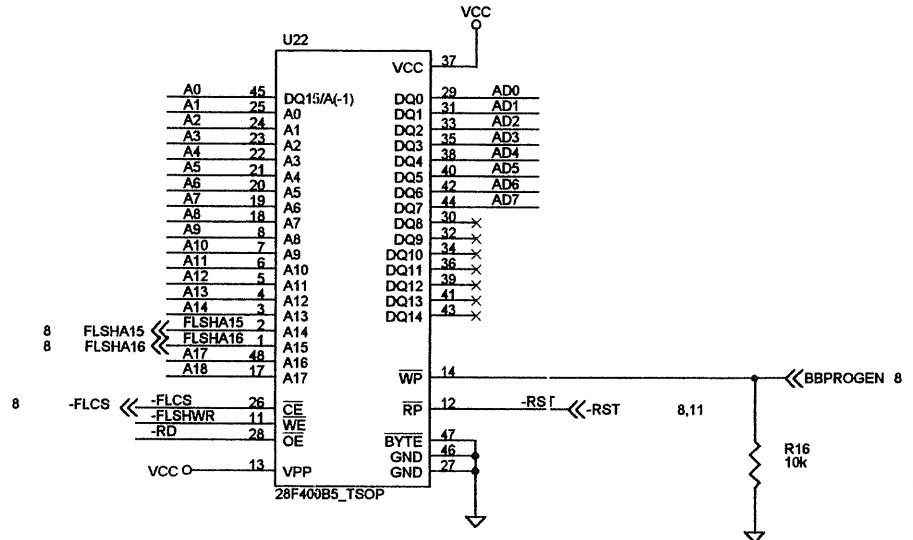 VCC
U22
VCC 37
A0 45 DQ15/A(-1) DQ0 29 AD0
A1 25 A0 DQ1 31 AD1
A2 24 A1 DQ2 33 AD2
A3 23 A2 DQ3 35 AD3
A4 22 A3 DQ4 38 AD4
A5 21 A4 DQ5 40 AD5
A6 20 A5 DQ6 42 AD6
A7 19 A6 DQ7 44 AD7
A8 18 A7 DQ8 30
A9 8 A8 DQ9 32
A10 7 A9 DQ10 34
A11 6 A10 DQ11 36
A12 5 A11 DQ12 39
A13 4 A12 DQ13 41
A14 3 A13 DQ14 43
8 FLSHA15 FLSHA15 2 A14
8 FLSHA16 FLSHA16 1 A15
A17 48 A16
A18 17 A17 WP 14 BBPROGEN 8
8 -FLCS -FLCS 26 CE RP 12 -RST -RST 8,11
-FLSHWR 11 WE
-RD 28 OE BYTE 47
GND 46
VCC 13 VPP GND 27
R16
10k
28F400B5_TSOP